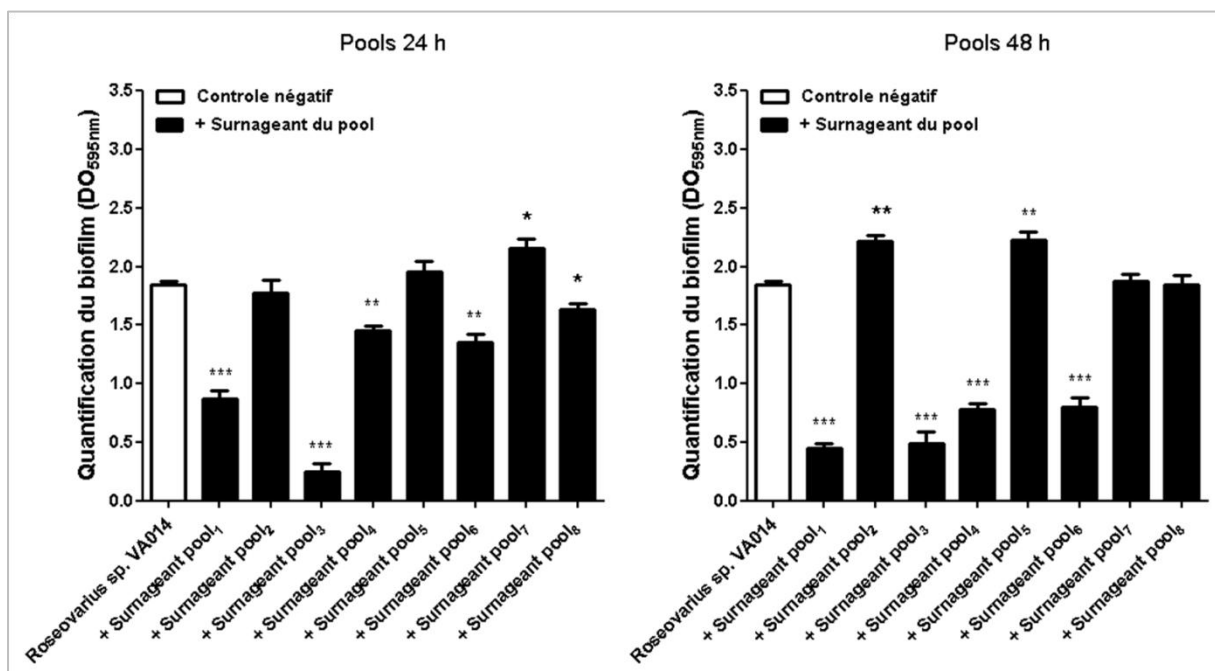 Pools 24 h
Quantification du biofilm (DO595nm)
3.5
3.0
2.5
2.0
1.5
1.0
0.5
0.0
Controle négatif
+ Surnageant du pool
***
***
**
**
*
*
Roseovarius sp. VA014
+ Surnageant pool1
+ Surnageant pool2
+ Surnageant pool3
+ Surnageant pool4
+ Surnageant pool5
+ Surnageant pool6
+ Surnageant pool7
+ Surnageant pool8
Pools 48 h
Quantification du biofilm (DO595nm)
3.5
3.0
2.5
2.0
1.5
1.0
0.5
0.0
Controle négatif
+ Surnageant du pool
***
**
***
***
**
***
Roseovarius sp. VA014
+ Surnageant pool1
+ Surnageant pool2
+ Surnageant pool3
+ Surnageant pool4
+ Surnageant pool5
+ Surnageant pool6
+ Surnageant pool7
+ Surnageant pool8